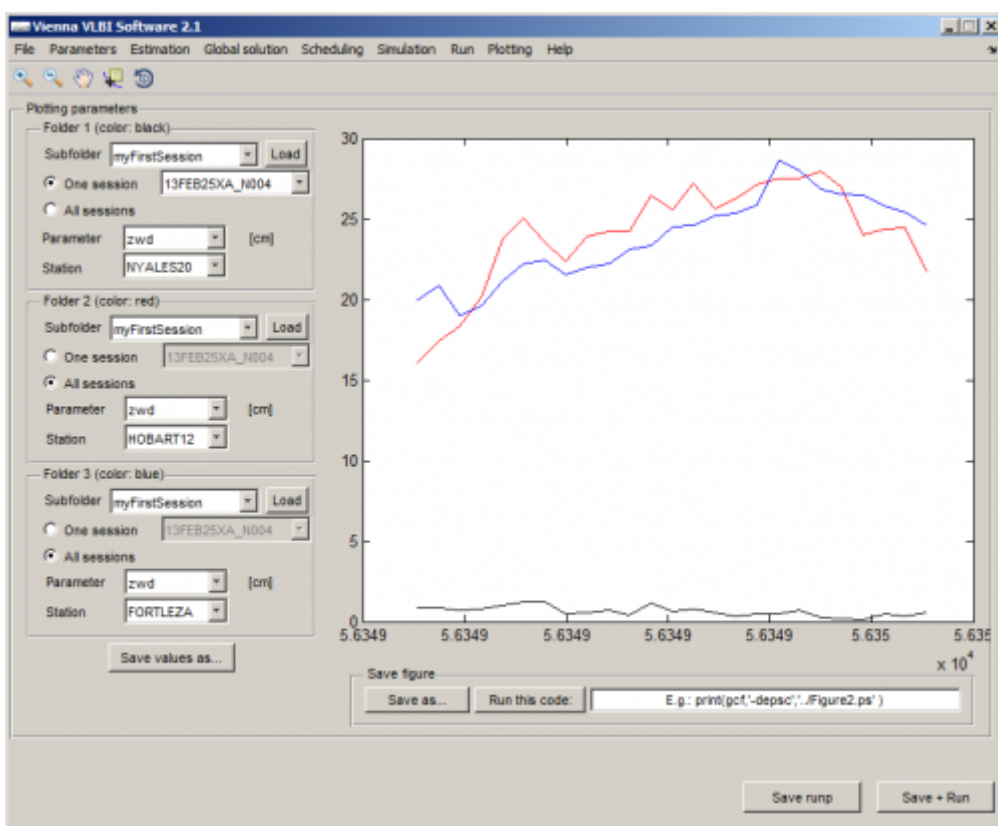 Vienna VLBI Software 2.1
File Parameters Estimation Global solution Scheduling Simulation Run Plotting Help
Plotting parameters
Folder 1 (color: black)
Subfolder myFirstSession Load
One session 13FEB25XA_N004
All sessions
Parameter zwd [cm]
Station NYALES20
Folder 2 (color: red)
Subfolder myFirstSession Load
One session 13FEB25XA_N004
All sessions
Parameter zwd [cm]
Station HOBART12
Folder 3 (color: blue)
Subfolder myFirstSession Load
One session 13FEB25XA_N004
All sessions
Parameter zwd [cm]
Station FORTLEZA
Save values as...
30
25
20
15
10
5
0
5.6349 5.6349 5.6349 5.6349 5.6349 5.635 5.635
x 10^4
Save figure
Save as... Run this code: E.g.: print(gcf,'-depsc','../Figure2.ps' )
Save runp Save + Run